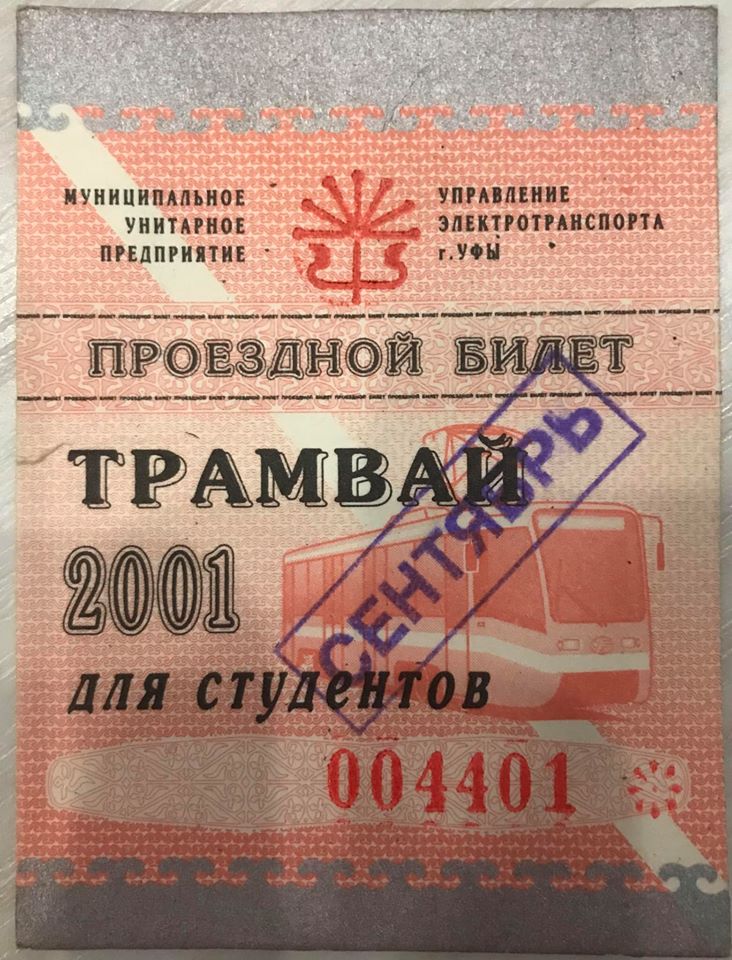 МУНИЦИПАЛЬНОЕ
УНИТАРНОЕ
ПРЕДПРИЯТИЕ
УПРАВЛЕНИЕ
ЭЛЕКТРОТРАНСПОРТА
г.УФЫ
ПРОЕЗДНОЙ БИЛЕТ
ТРАМВАЙ
2001
СЕНТЯБРЬ
для студентов
004401